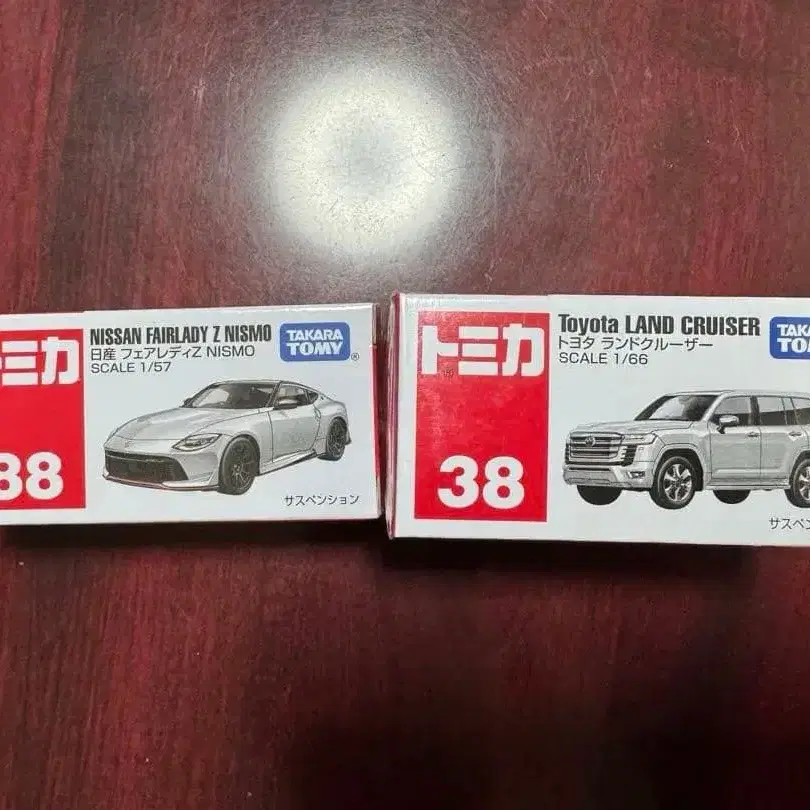 トミカ
88
NISSAN FAIRLADY Z NISMO
日産 フェアレディZ NISMO
SCALE 1/57
TAKARA
TOMY
®
サスペンション
トミカ
38
Toyota LAND CRUISER
トヨタ ランドクルーザー
SCALE 1/66
TOMY